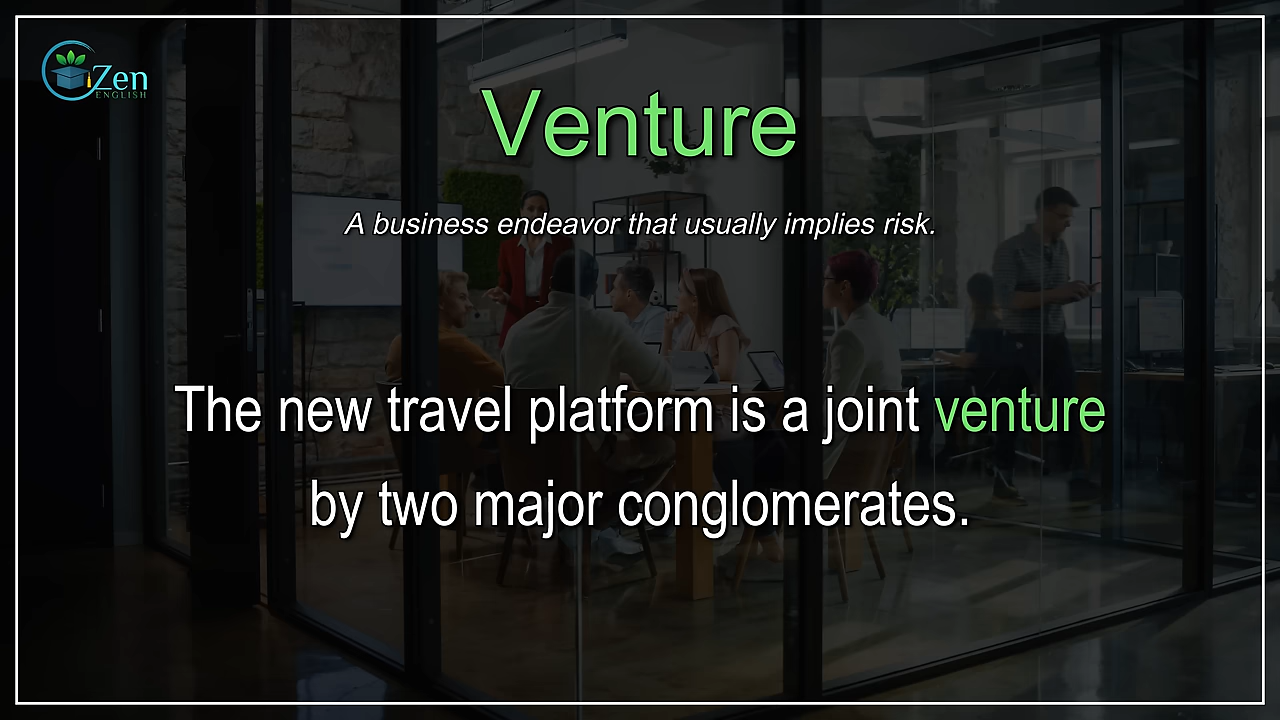 Zen
ENGLISH
Venture
A business endeavor that usually implies risk.
The new travel platform is a joint venture
by two major conglomerates.